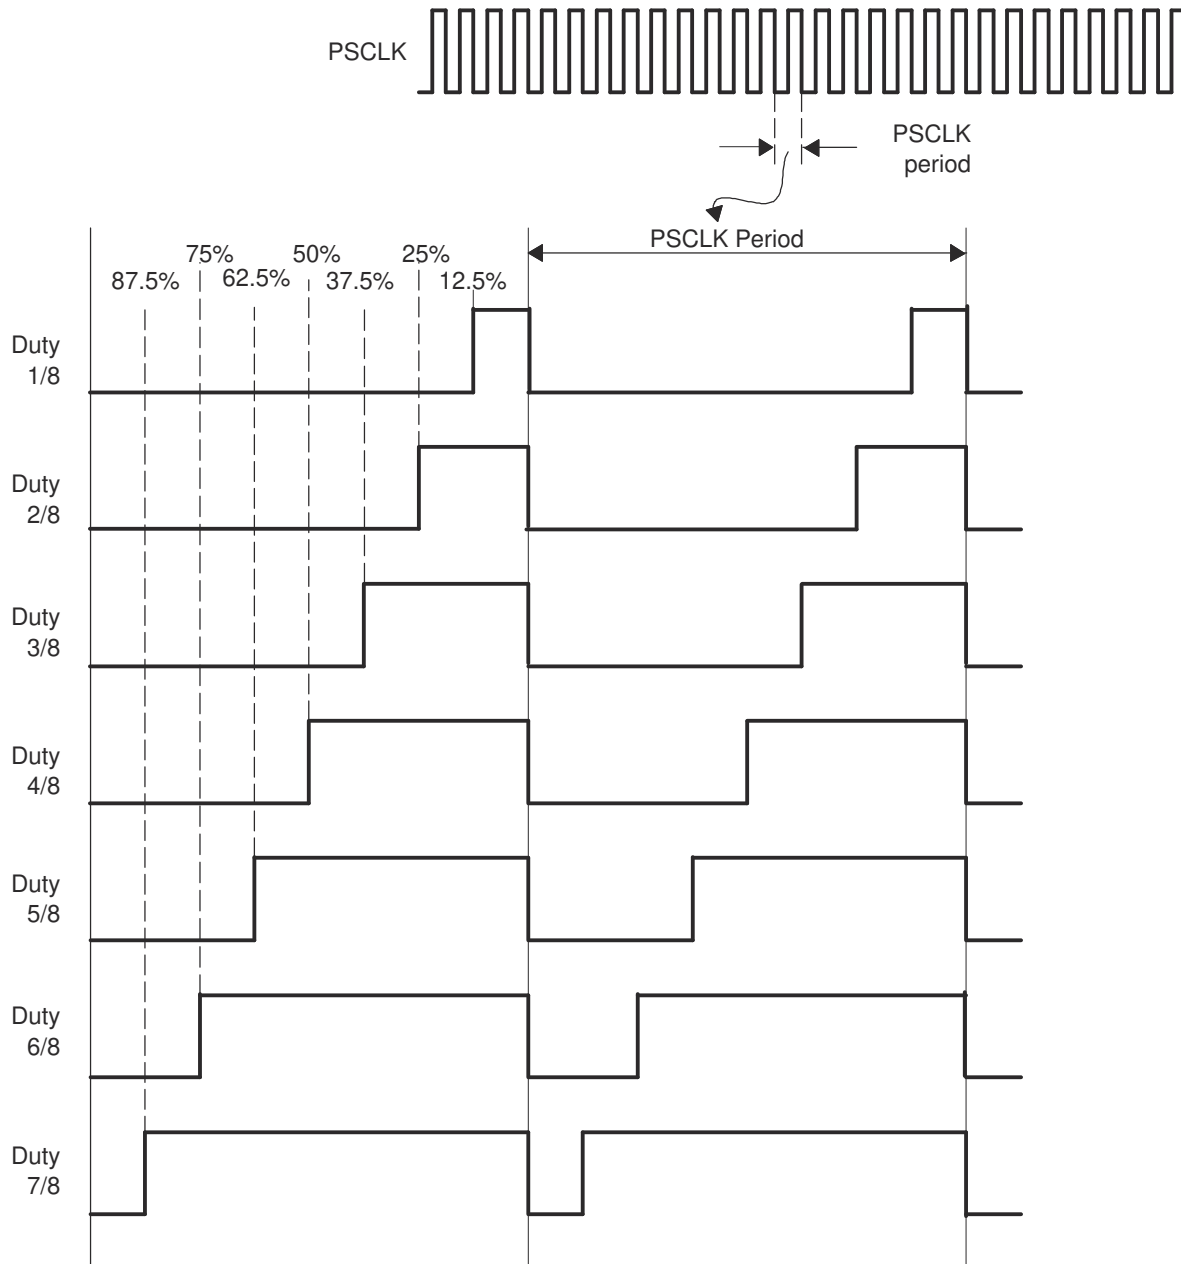 PSCLK
PSCLK
period
PSCLK Period
75%
50%
25%
87.5%
62.5%
37.5%
12.5%
Duty
1/8
Duty
2/8
Duty
3/8
Duty
4/8
Duty
5/8
Duty
6/8
Duty
7/8